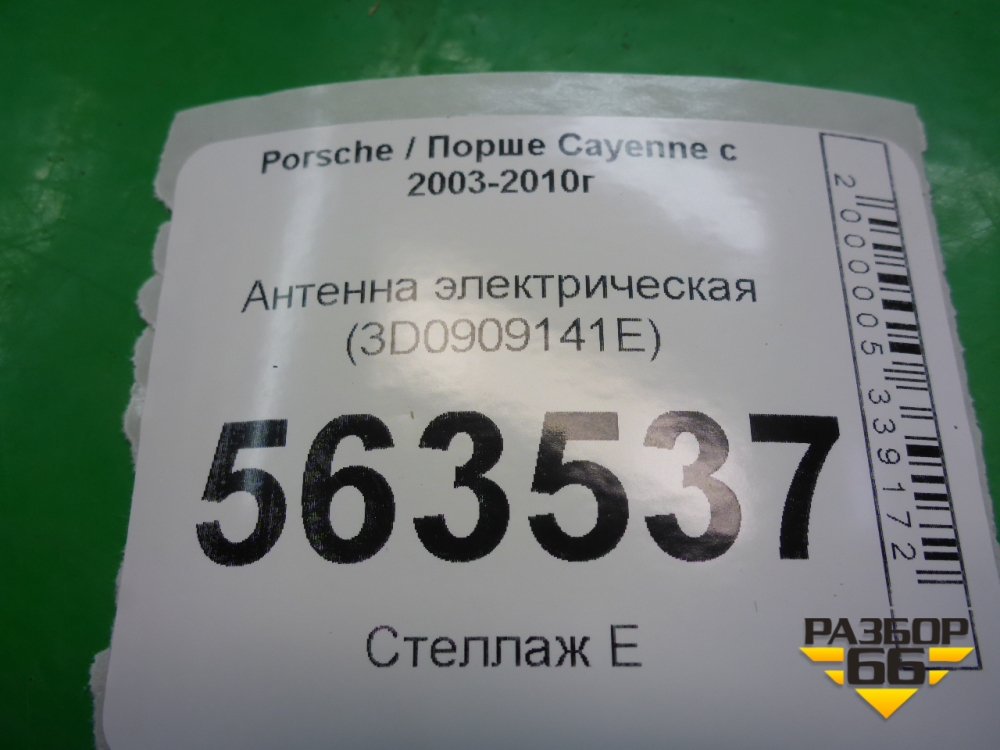 Porsche / Порше Cayenne с
2003-2010г
Антенна электрическая
(3D0909141E)
563537
Стеллаж E
2000005339172
РАЗБОР
66